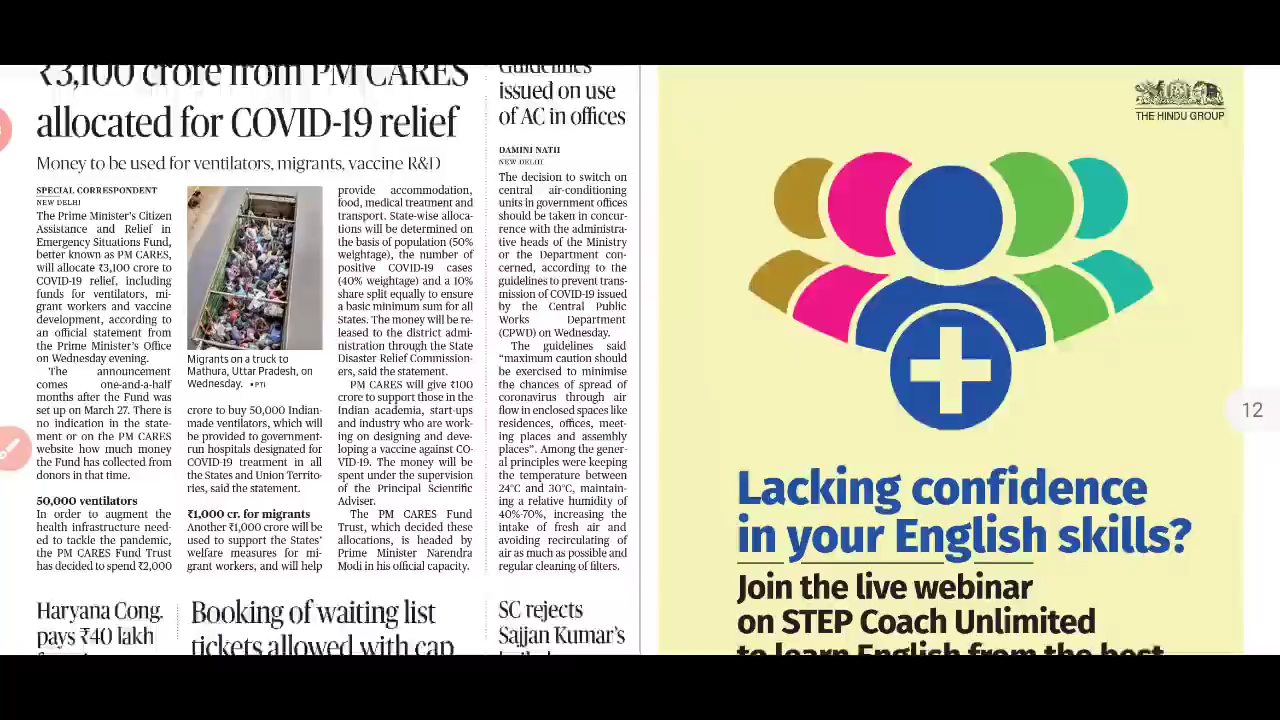 ₹3,100 crore from PM CARES
allocated for COVID-19 relief
Money to be used for ventilators, migrants, vaccine R&D
SPECIAL CORRESPONDENT
NEW DELHI
The Prime Minister's Citizen
Assistance and Relief in
Emergency Situations Fund,
better known as PM CARES,
will allocate ₹3,100 crore to
COVID-19 relief, including
funds for ventilators, mi-
grant workers and vaccine
development, according to
an official statement from
the Prime Minister's Office
on Wednesday evening.
The announcement
comes one-and-a-half
months after the Fund was
set up on March 27. There is
no indication in the state-
ment or on the PM CARES
website how much money
the Fund has collected from
donors in that time.
50,000 ventilators
In order to augment the
health infrastructure need-
ed to tackle the pandemic,
the PM CARES Fund Trust
has decided to spend ₹2,000
Migrants on a truck to
Mathura, Uttar Pradesh, on
Wednesday. •PTI
crore to buy 50,000 Indian-
made ventilators, which will
be provided to government-
run hospitals designated for
COVID-19 treatment in all
the States and Union Territo-
ries, said the statement.
₹1,000 cr. for migrants
Another ₹1,000 crore will be
used to support the States'
welfare measures for mi-
grant workers, and will help
provide accommodation,
food, medical treatment and
transport. State-wise alloca-
tions will be determined on
the basis of population (50%
weightage), the number of
positive COVID-19 cases
(40% weightage) and a 10%
share split equally to ensure
a basic minimum sum for all
States. The money will be re-
leased to the district admi-
nistration through the State
Disaster Relief Commission-
ers, said the statement.
PM CARES will give ₹100
crore to support those in the
Indian academia, start-ups
and industry who are work-
ing on designing and deve-
loping a vaccine against CO-
VID-19. The money will be
spent under the supervision
of the Principal Scientific
Adviser.
The PM CARES Fund
Trust, which decided these
allocations, is headed by
Prime Minister Narendra
Modi in his official capacity.
Guidelines
issued on use
of AC in offices
DAMINI NATH
NEW DELHI
The decision to switch on
central air-conditioning
units in government offices
should be taken in concur-
rence with the administra-
tive heads of the Ministry
or the Department con-
cerned, according to the
guidelines to prevent trans-
mission of COVID-19 issued
by the Central Public
Works Department
(CPWD) on Wednesday.
The guidelines said
“maximum caution should
be exercised to minimise
the chances of spread of
coronavirus through air
flow in enclosed spaces like
residences, offices, meet-
ing places and assembly
places”. Among the gener-
al principles were keeping
the temperature between
24°C and 30°C, maintain-
ing a relative humidity of
40%-70%, increasing the
intake of fresh air and
avoiding recirculating of
air as much as possible and
regular cleaning of filters.
Haryana Cong.
pays ₹40 lakh
Booking of waiting list
tickets allowed with cap
SC rejects
Sajjan Kumar's
THE HINDU GROUP
Lacking confidence
in your English skills?
Join the live webinar
on STEP Coach Unlimited
to learn English from the best
12